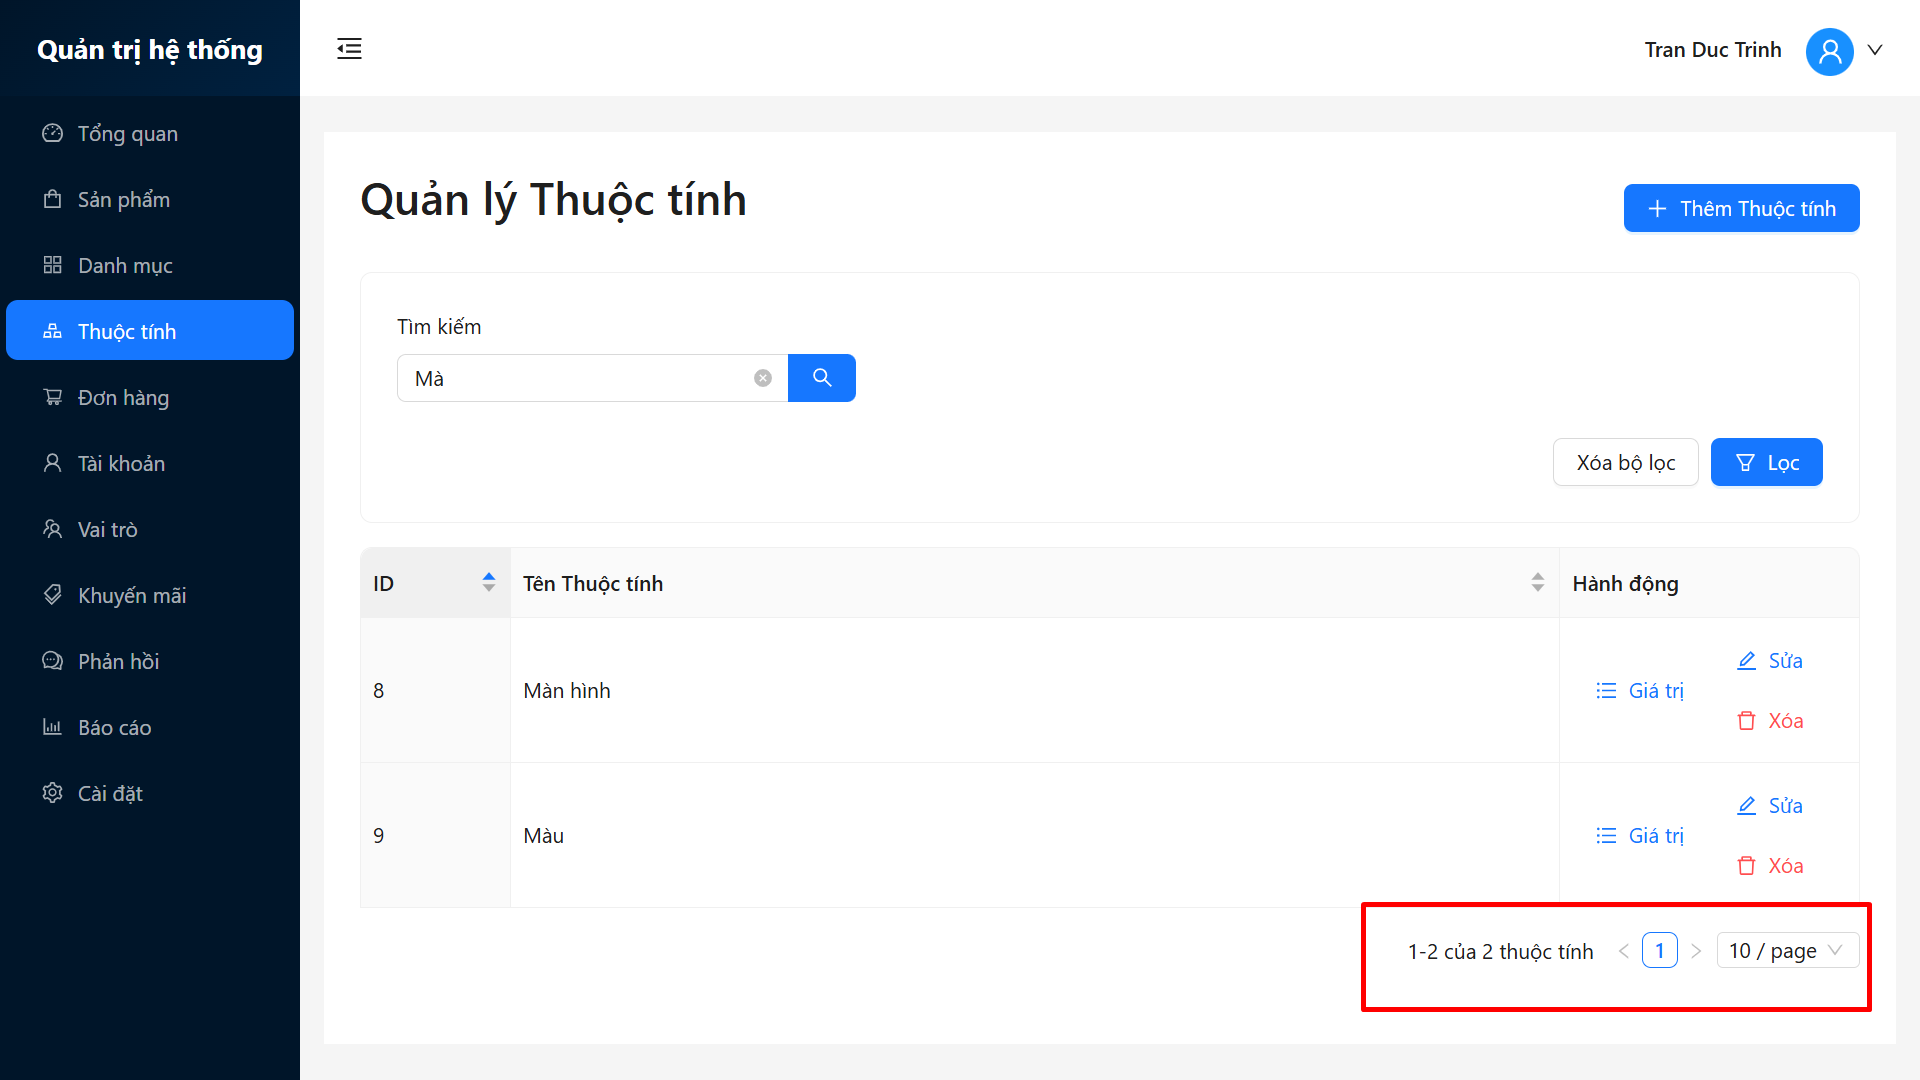 Quản trị hệ thống
Tran Duc Trinh
Tổng quan
Sản phẩm
Danh mục
Thuộc tính
Đơn hàng
Tài khoản
Vai trò
Khuyến mãi
Phản hồi
Báo cáo
Cài đặt
Quản lý Thuộc tính
Thêm Thuộc tính
Tìm kiếm
Mà
Xóa bộ lọc
Lọc
ID Tên Thuộc tính Hành động
8 Màn hình Giá trị Sửa Xóa
9 Màu Giá trị Sửa Xóa
1-2 của 2 thuộc tính 1 10 / page